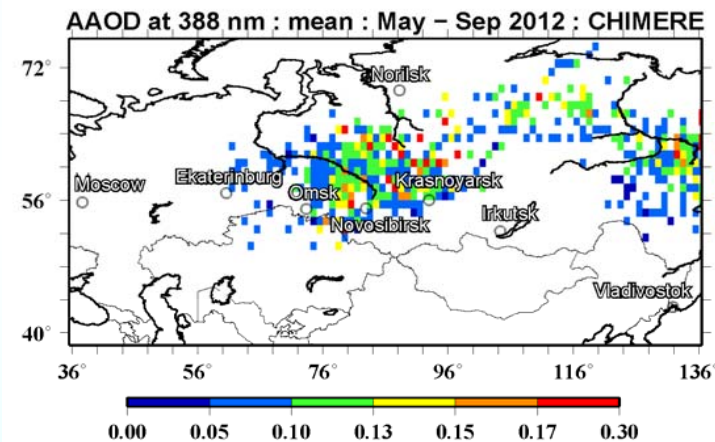 AAOD at 388 nm : mean : May − Sep 2012 : CHIMERE
72°
Norilsk
Ekaterinburg
Krasnoyarsk
Moscow
56°
Omsk
Irkutsk
Novosibirsk
Vladivostok
40°
36° 56° 76° 96° 116° 136°
0.00 0.05 0.10 0.13 0.15 0.17 0.30